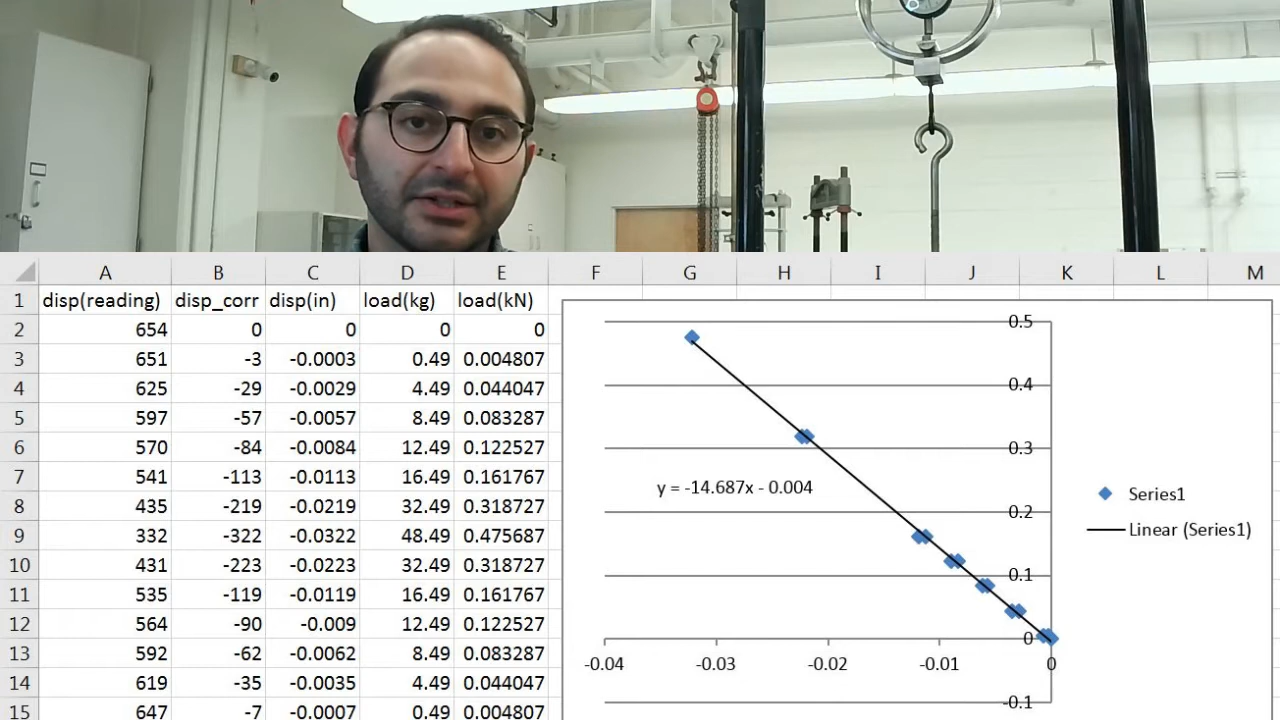 A B C D E F G H I J K L M
1 disp(reading) disp_corr disp(in) load(kg) load(kN)
2 654 0 0 0 0
3 651 -3 -0.0003 0.49 0.004807
4 625 -29 -0.0029 4.49 0.044047
5 597 -57 -0.0057 8.49 0.083287
6 570 -84 -0.0084 12.49 0.122527
7 541 -113 -0.0113 16.49 0.161767
8 435 -219 -0.0219 32.49 0.318727
9 332 -322 -0.0322 48.49 0.475687
10 431 -223 -0.0223 32.49 0.318727
11 535 -119 -0.0119 16.49 0.161767
12 564 -90 -0.009 12.49 0.122527
13 592 -62 -0.0062 8.49 0.083287
14 619 -35 -0.0035 4.49 0.044047
15 647 -7 -0.0007 0.49 0.004807
0.5
0.4
0.3
y = -14.687x - 0.004
0.2
0.1
0
-0.04 -0.03 -0.02 -0.01 0
-0.1
Series1
Linear (Series1)